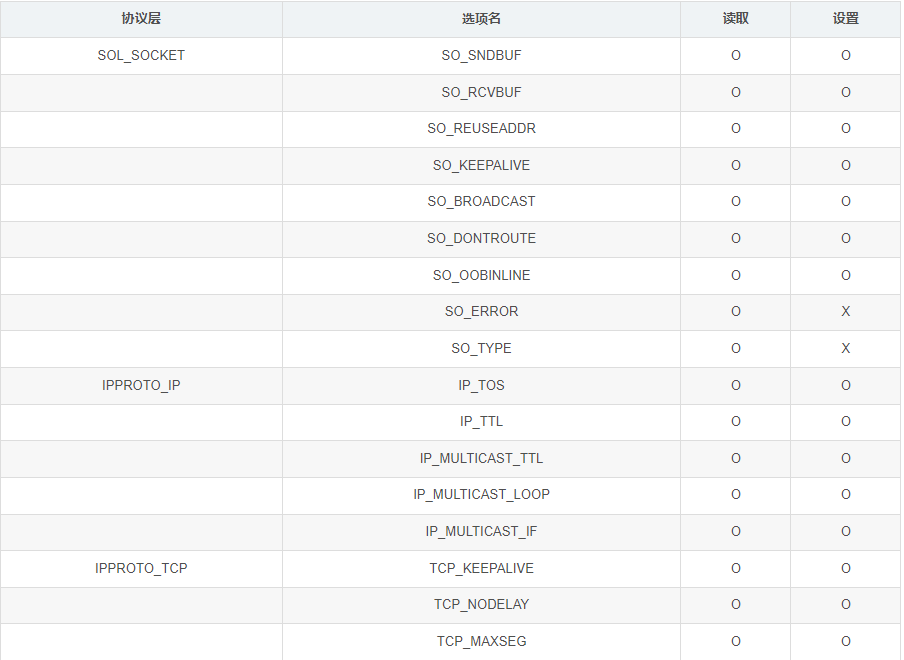 协议层 选项名 读取 设置
SOL_SOCKET SO_SNDBUF O O
SO_RCVBUF O O
SO_REUSEADDR O O
SO_KEEPALIVE O O
SO_BROADCAST O O
SO_DONTROUTE O O
SO_OOBINLINE O O
SO_ERROR O X
SO_TYPE O X
IPPROTO_IP IP_TOS O O
IP_TTL O O
IP_MULTICAST_TTL O O
IP_MULTICAST_LOOP O O
IP_MULTICAST_IF O O
IPPROTO_TCP TCP_KEEPALIVE O O
TCP_NODELAY O O
TCP_MAXSEG O O